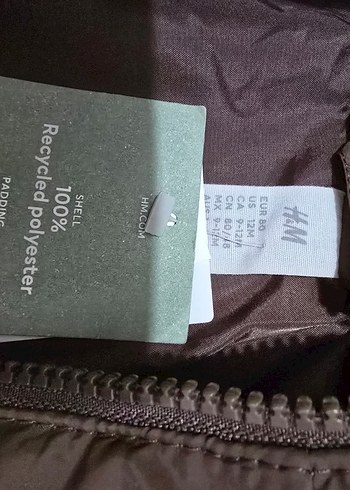 SHELL
100%
Recycled polyester
PADDING
HM.COM
H&M
EUR 80
US 12M
CA 9-12M
CN 80/48
MX 9-12M